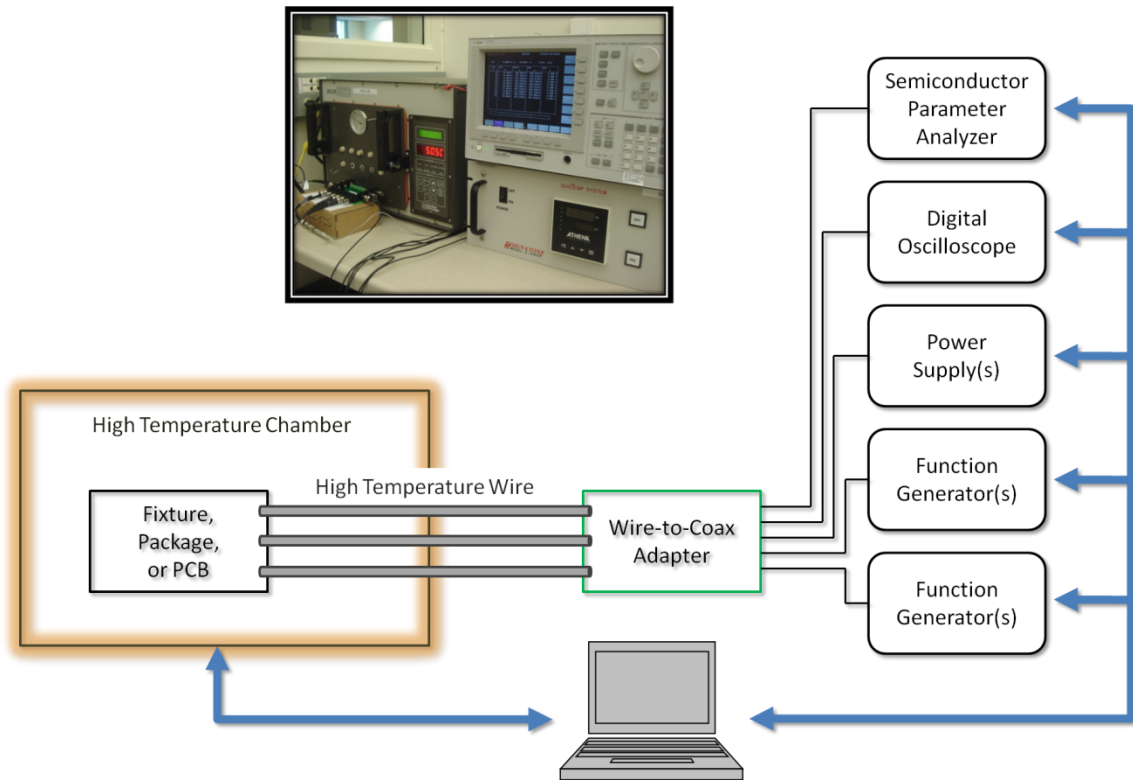 Semiconductor
Parameter
Analyzer
Digital
Oscilloscope
Power
Supply(s)
High Temperature Chamber
High Temperature Wire
Fixture,
Package,
or PCB
Wire-to-Coax
Adapter
Function
Generator(s)
Function
Generator(s)
ATHENA